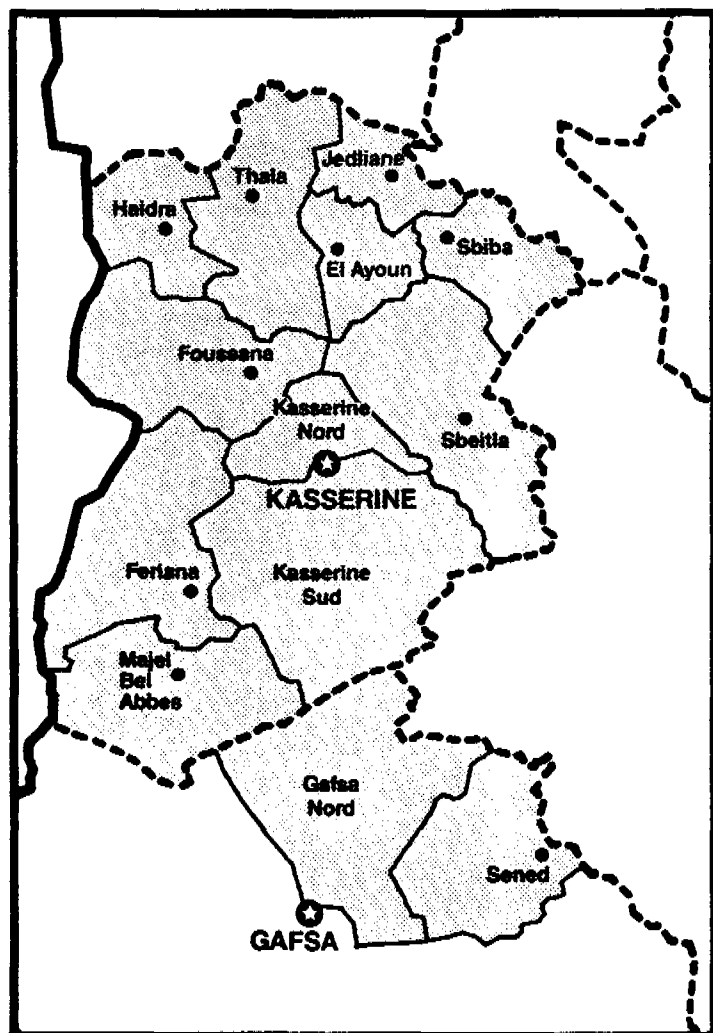 Jedliane
Thala
Haidra
Sbiba
El Ayoun
Foussana
Kasserine
Nord
Sbeitla
KASSERINE
Feriana
Kasserine
Sud
Majel
Bel
Abbes
Gafsa
Nord
Sened
GAFSA